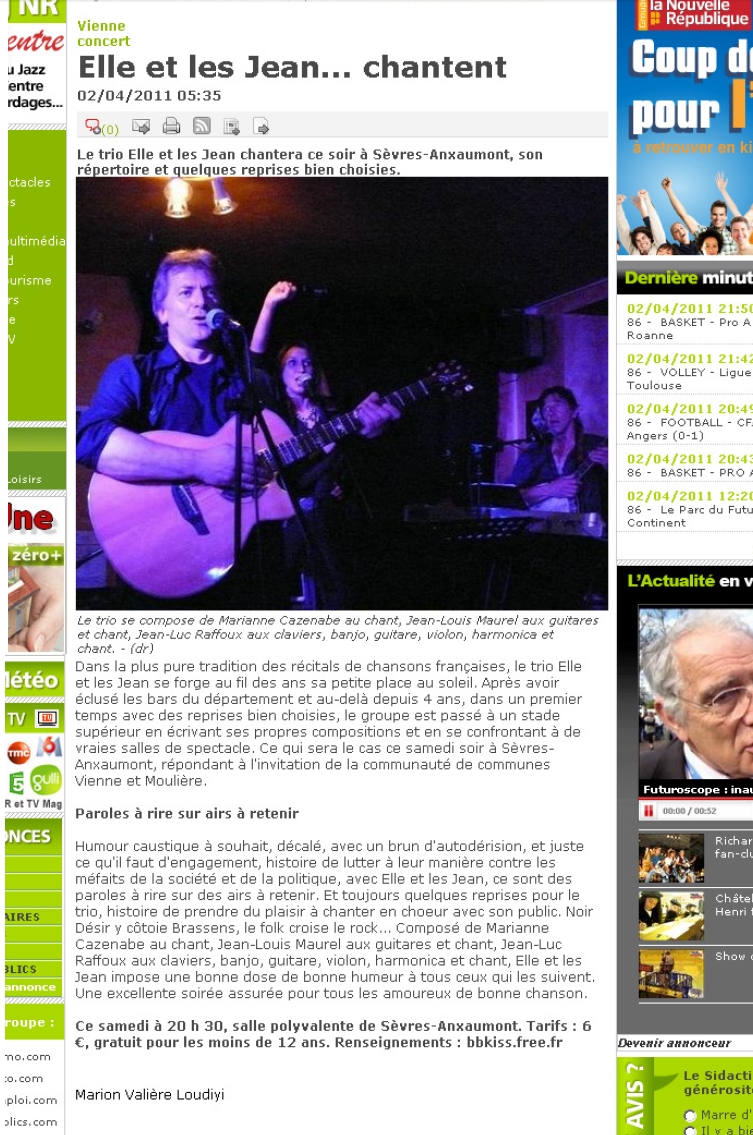 NR
entre
u Jazz
entre
rdages...
ctacles
s
ultimédia
d
ourisme
rs
e
V
Loisirs
Une
zéro+
Météo
TV
TMC
5
Gulli
R et TV Mag
NCES
AIRES
BLICS
annonce
roupe :
mo.com
to.com
ploi.com
blics.com
Vienne
concert
Elle et les Jean... chantent
02/04/2011 05:35
(0)
Le trio Elle et les Jean chantera ce soir à Sèvres-Anxaumont, son
répertoire et quelques reprises bien choisies.
Le trio se compose de Marianne Cazenabe au chant, Jean-Louis Maurel aux guitares
et chant, Jean-Luc Raffoux aux claviers, banjo, guitare, violon, harmonica et
chant. - (dr)
Dans la plus pure tradition des récitals de chansons françaises, le trio Elle
et les Jean se forge au fil des ans sa petite place au soleil. Après avoir
éclusé les bars du département et au-delà depuis 4 ans, dans un premier
temps avec des reprises bien choisies, le groupe est passé à un stade
supérieur en écrivant ses propres compositions et en se confrontant à de
vraies salles de spectacle. Ce qui sera le cas ce samedi soir à Sèvres-
Anxaumont, répondant à l'invitation de la communauté de communes
Vienne et Moulière.
Paroles à rire sur airs à retenir
Humour caustique à souhait, décalé, avec un brun d'autodérision, et juste
ce qu'il faut d'engagement, histoire de lutter à leur manière contre les
méfaits de la société et de la politique, avec Elle et les Jean, ce sont des
paroles à rire sur des airs à retenir. Et toujours quelques reprises pour le
trio, histoire de prendre du plaisir à chanter en choeur avec son public. Noir
Désir y côtoie Brassens, le folk croise le rock... Composé de Marianne
Cazenabe au chant, Jean-Louis Maurel aux guitares et chant, Jean-Luc
Raffoux aux claviers, banjo, guitare, violon, harmonica et chant, Elle et les
Jean impose une bonne dose de bonne humeur à tous ceux qui les suivent.
Une excellente soirée assurée pour tous les amoureux de bonne chanson.
Ce samedi à 20 h 30, salle polyvalente de Sèvres-Anxaumont. Tarifs : 6
€, gratuit pour les moins de 12 ans. Renseignements : bbkiss.free.fr
Marion Valière Loudiyi
Groupe
la Nouvelle
République
Coup de
pour l'
à retrouver en ki
Dernière minut
02/04/2011 21:50
86 - BASKET - Pro A
Roanne
02/04/2011 21:42
86 - VOLLEY - Ligue
Toulouse
02/04/2011 20:49
86 - FOOTBALL - CFA
Angers (0-1)
02/04/2011 20:43
86 - BASKET - PRO A
02/04/2011 12:20
86 - Le Parc du Futu
Continent
L'Actualité en v
Futuroscope : inau
00:00 / 00:52
Richar
fan-clu
Châtel
Henri f
Show d
Devenir annonceur
AVIS ?
Le Sidacti
générosit
Marre d'
Il y a bie